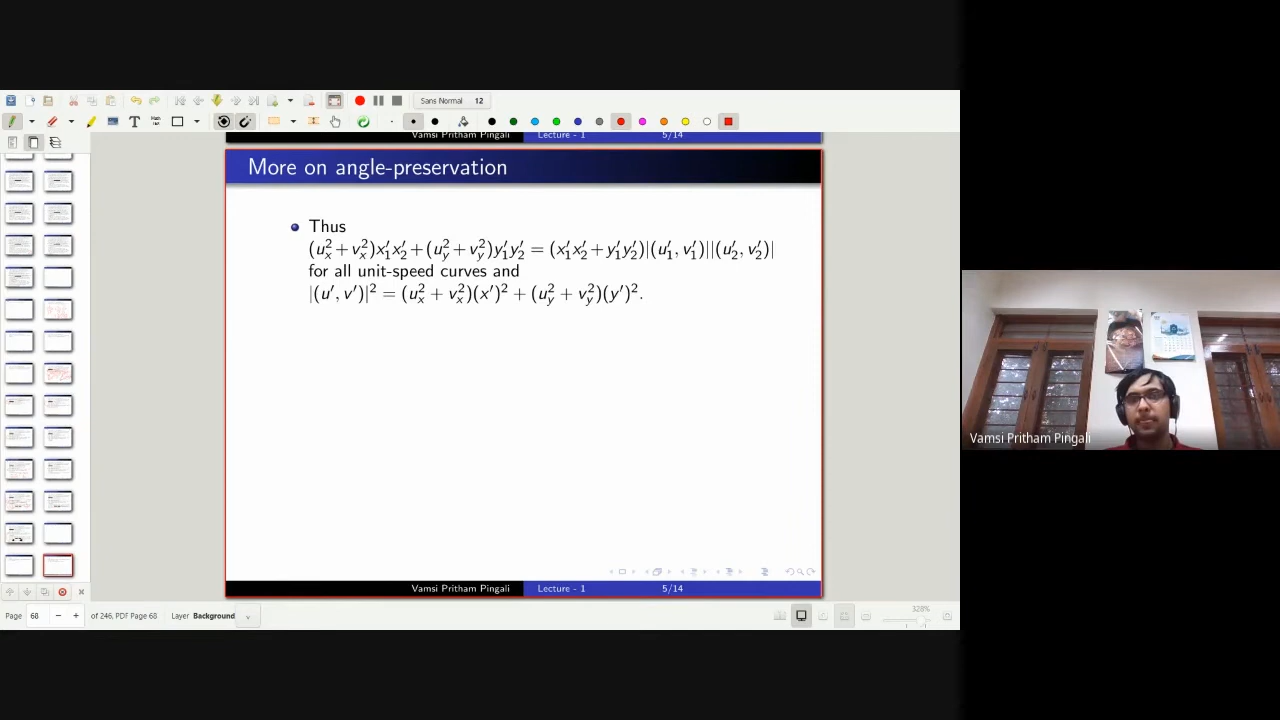 Sans Normal 12
Vamsi Pritham Pingali Lecture - 1 5/14
More on angle-preservation
Thus
(u_x^2 + v_x^2)x_1′x_2′ + (u_y^2 + v_y^2)y_1′y_2′ = (x_1′x_2′ + y_1′y_2′)|(u_1′, v_1′)||(u_2′, v_2′)|
for all unit-speed curves and
|(u′, v′)|^2 = (u_x^2 + v_x^2)(x′)^2 + (u_y^2 + v_y^2)(y′)^2.
Vamsi Pritham Pingali Lecture - 1 5/14
Page 68 − + of 246, PDF Page 68 Layer Background 328%
Vamsi Pritham Pingali